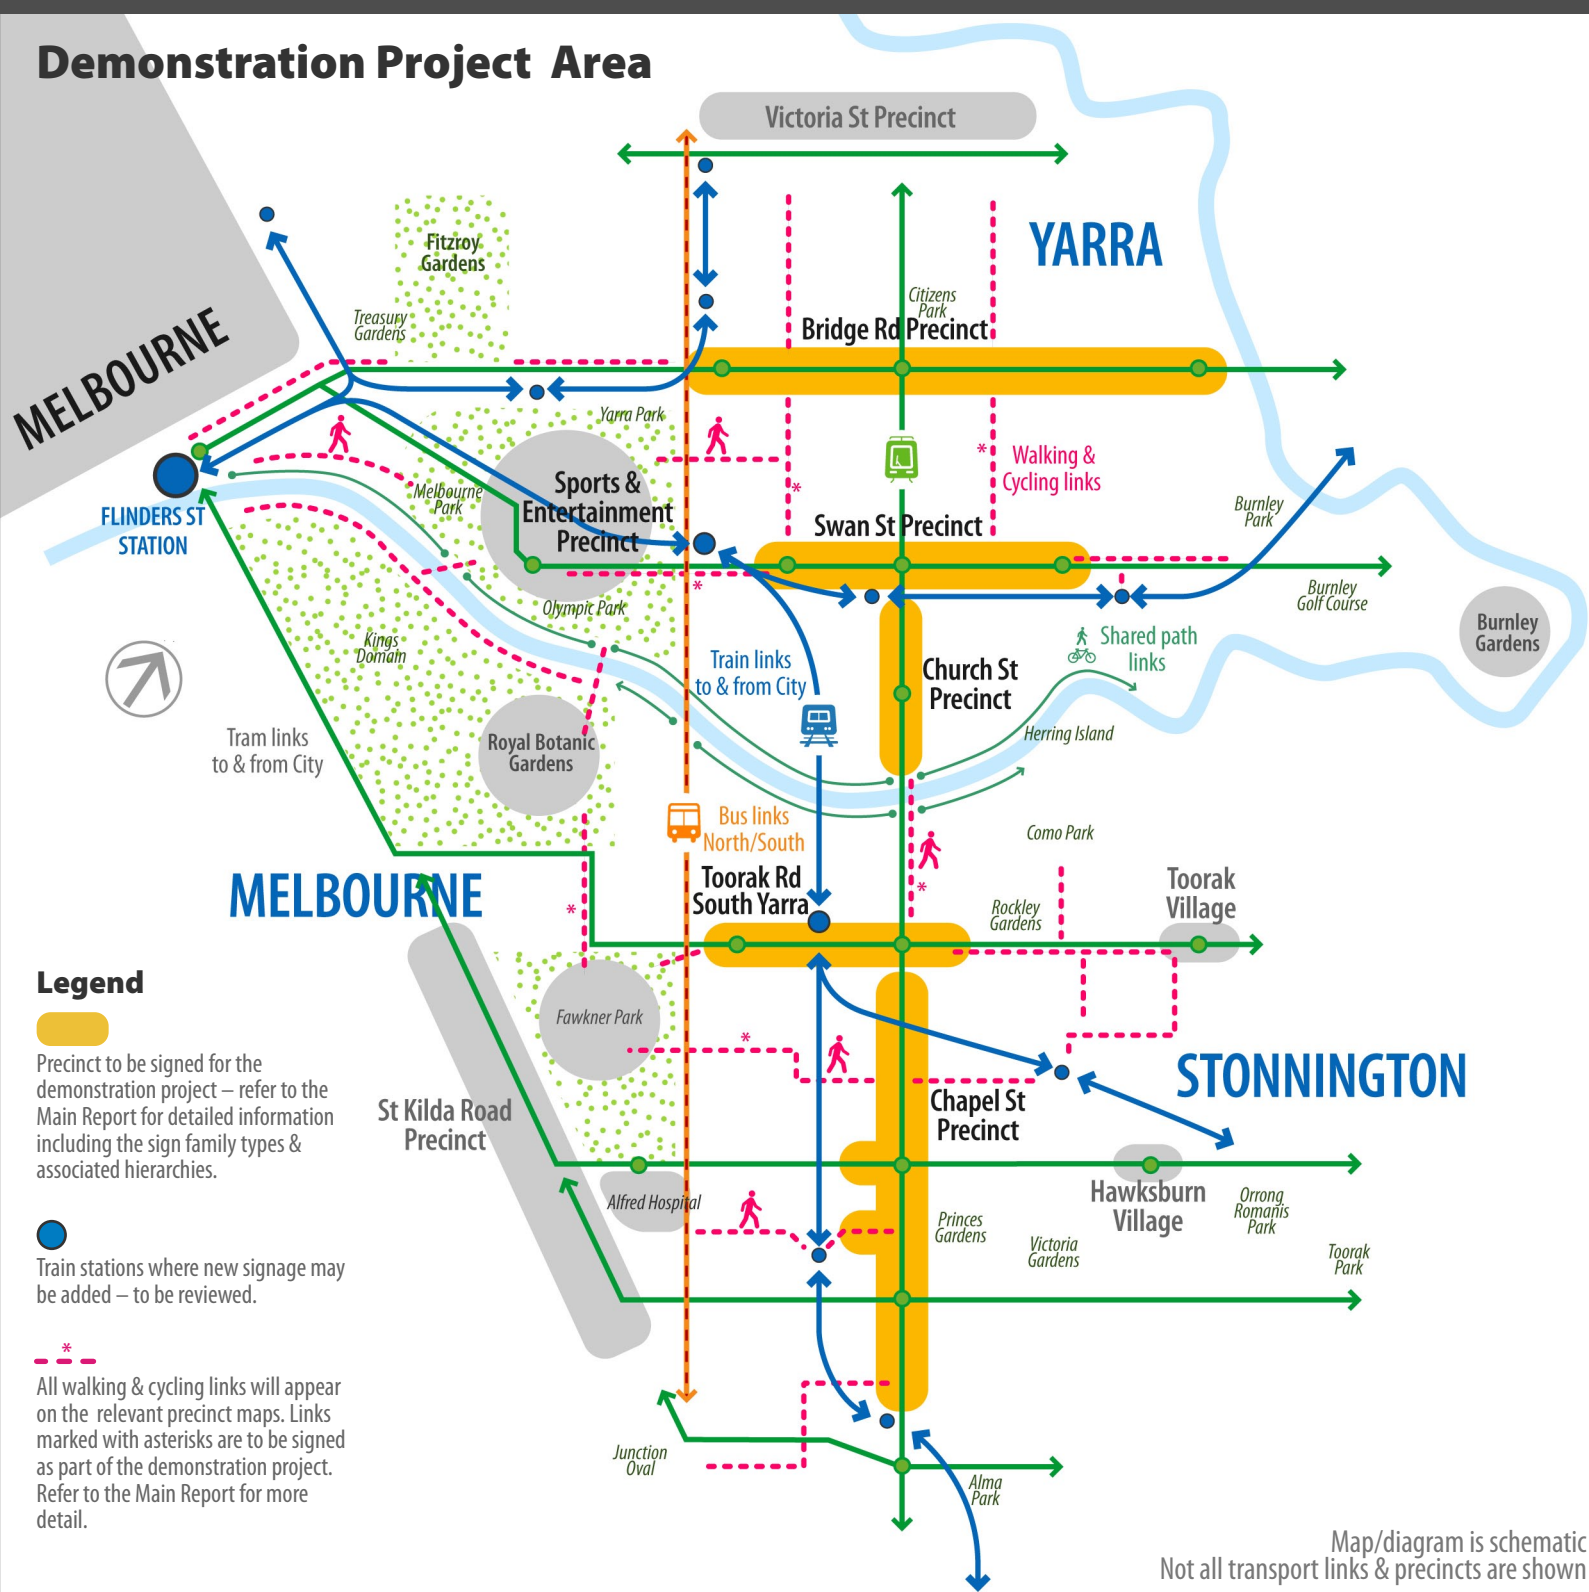 Demonstration Project Area
Victoria St Precinct
YARRA
Fitzroy
Gardens
Treasury
Gardens
Citizens
Park
Bridge Rd Precinct
MELBOURNE
Yarra Park
Walking &
Cycling links
*
*
Sports &
Entertainment
Precinct
Melbourne
Park
Swan St Precinct
Burnley
Park
FLINDERS ST
STATION
*
Olympic Park
Burnley
Golf Course
Burnley
Gardens
Kings
Domain
Shared path
links
Train links
to & from City
Church St
Precinct
Royal Botanic
Gardens
Herring Island
Tram links
to & from City
Bus links
North/South
Como Park
MELBOURNE
Toorak Rd
South Yarra
*
*
Rockley
Gardens
Toorak
Village
Legend
Precinct to be signed for the
demonstration project – refer to the
Main Report for detailed information
including the sign family types &
associated hierarchies.
Fawkner Park
*
STONNINGTON
St Kilda Road
Precinct
Chapel St
Precinct
Alfred Hospital
Hawksburn
Village
Orrong
Romanis
Park
Princes
Gardens
Victoria
Gardens
Toorak
Park
Train stations where new signage may
be added – to be reviewed.
*
All walking & cycling links will appear
on the relevant precinct maps. Links
marked with asterisks are to be signed
as part of the demonstration project.
Refer to the Main Report for more
detail.
Junction
Oval
Alma
Park
Map/diagram is schematic
Not all transport links & precincts are shown